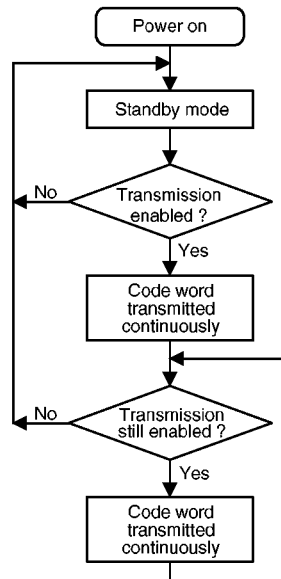 Power on
Standby mode
No
Transmission
enabled ?
Yes
Code word
transmitted
continuously
No
Transmission
still enabled ?
Yes
Code word
transmitted
continuously